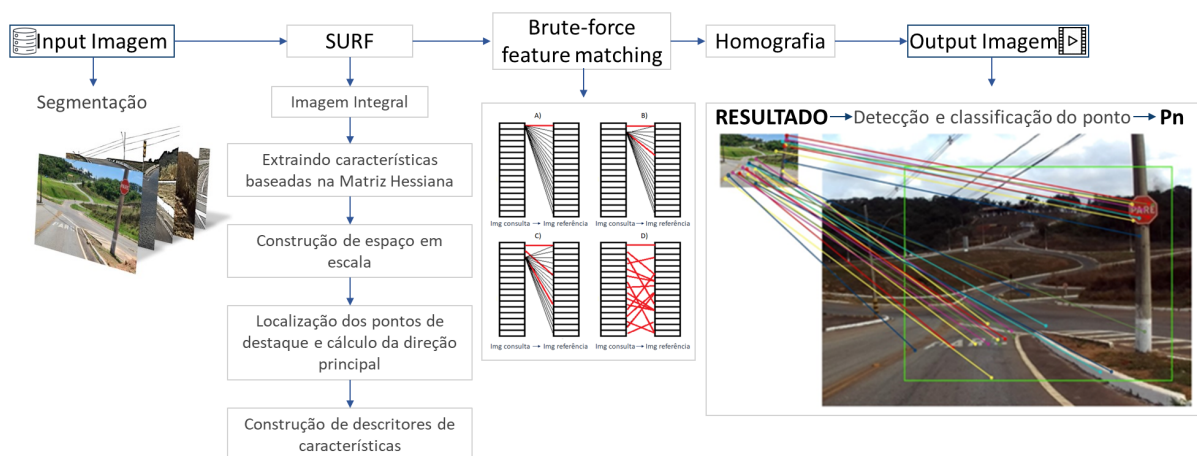 Input Imagem
SURF
Brute-force
feature matching
Homografia
Output Imagem
Segmentação
Imagem Integral
Extraindo características
baseadas na Matriz Hessiana
Construção de espaço em
escala
Localização dos pontos de
destaque e cálculo da direção
principal
Construção de descritores de
características
A)
Img consulta → Img referência
B)
Img consulta → Img referência
C)
Img consulta → Img referência
D)
Img consulta → Img referência
RESULTADO → Detecção e classificação do ponto → Pn
PARE